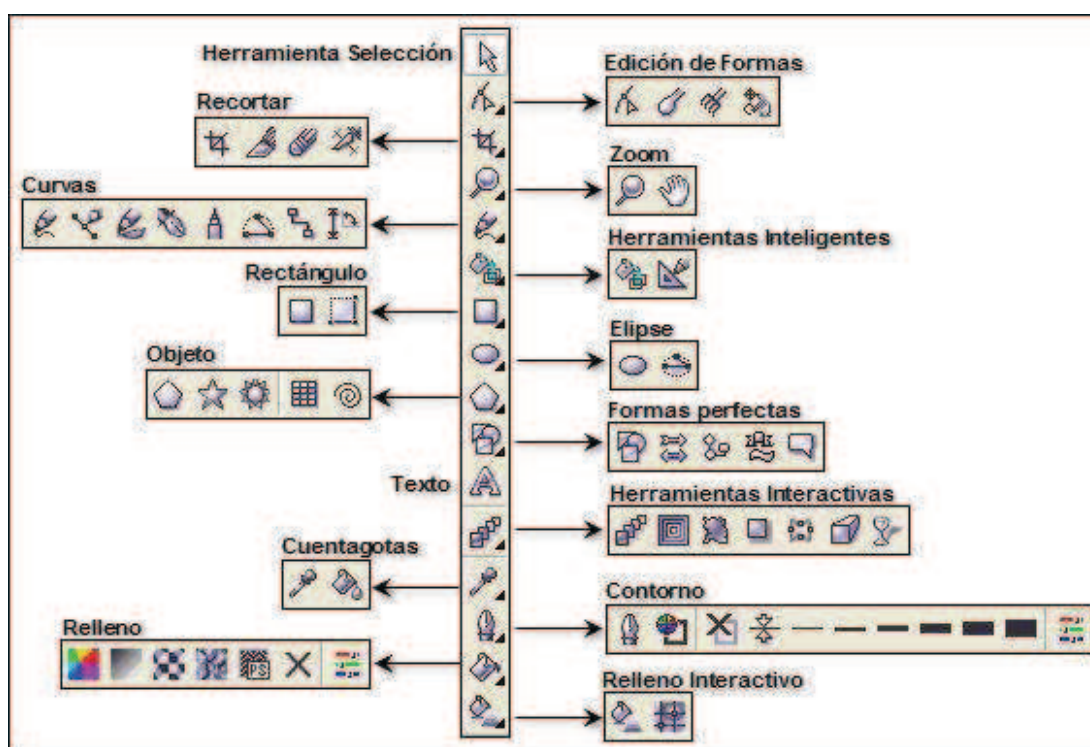 Herramienta Selección
Edición de Formas
Recortar
Zoom
Curvas
Herramientas Inteligentes
Rectángulo
Elipse
Objeto
Formas perfectas
Texto
Herramientas Interactivas
Cuentagotas
Contorno
Relleno
PS
Relleno Interactivo